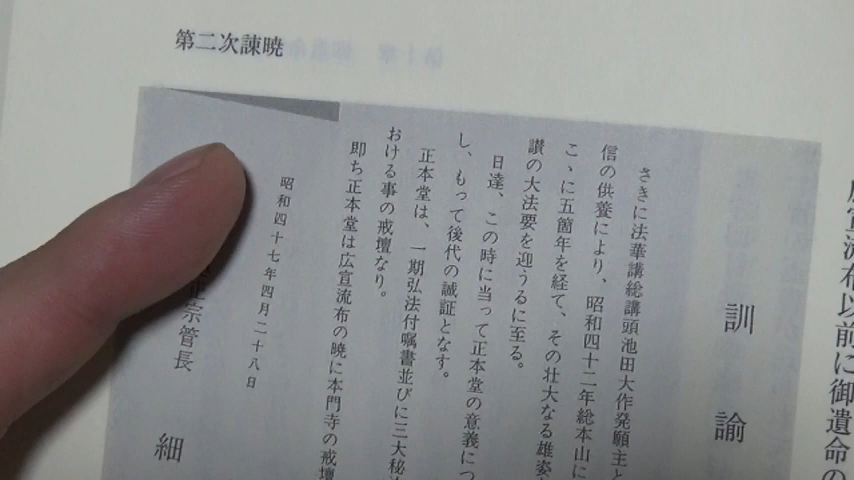 第二次諌暁
広宣流布以前に御遺命の
訓諭
さきに法華講総講頭池田大作発願主と
信の供養により、昭和四十二年総本山に
こゝに五箇年を経て、その壮大なる雄姿
讃の大法要を迎うるに至る。
日達、この時に当って正本堂の意義につ
し、もって後代の誠証となす。
正本堂は、一期弘法付嘱書並びに三大秘
おける事の戒壇なり。
即ち正本堂は広宣流布の暁に本門寺の戒壇
昭和四十七年四月二十八日
正宗管長
細